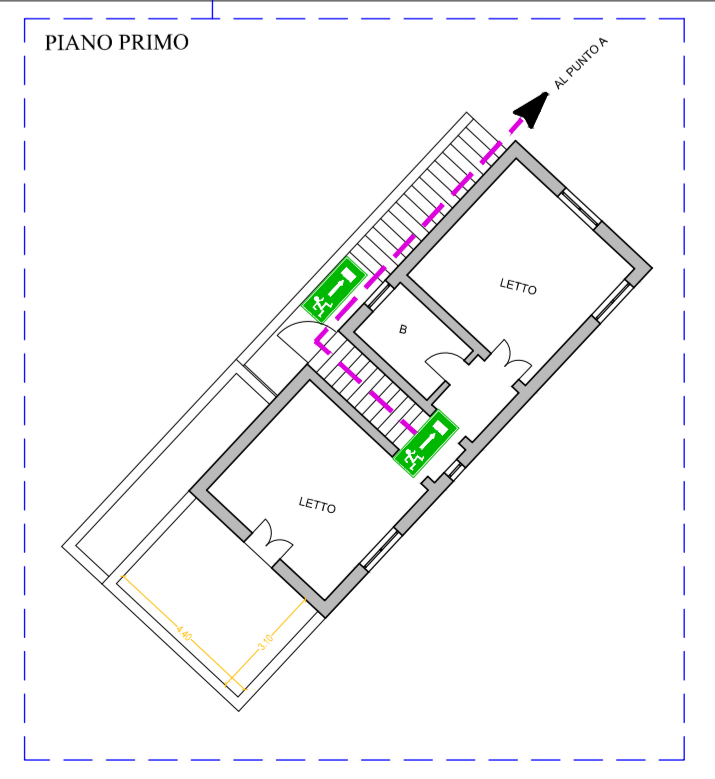 PIANO PRIMO
AL PUNTO A
LETTO
B
LETTO
4.40
3.10